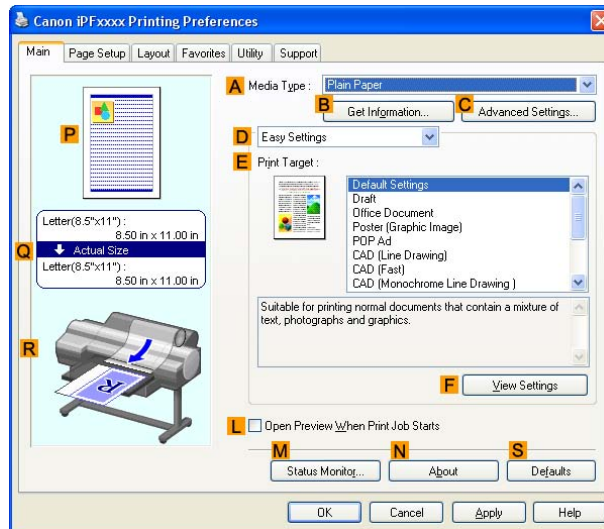 Canon iPFxxxx Printing Preferences
Main Page Setup Layout Favorites Utility Support
A Media Type : Plain Paper
B Get Information... C Advanced Settings...
D Easy Settings
E Print Target :
Default Settings
Draft
Office Document
Poster (Graphic Image)
POP Ad
CAD (Line Drawing)
CAD (Fast)
CAD (Monochrome Line Drawing )
Suitable for printing normal documents that contain a mixture of
text, photographs and graphics.
F View Settings
P
Letter(8.5"x11") :
8.50 in x 11.00 in
Q Actual Size
Letter(8.5"x11") :
8.50 in x 11.00 in
R
R
L Open Preview When Print Job Starts
M Status Monitor... N About S Defaults
OK Cancel Apply Help